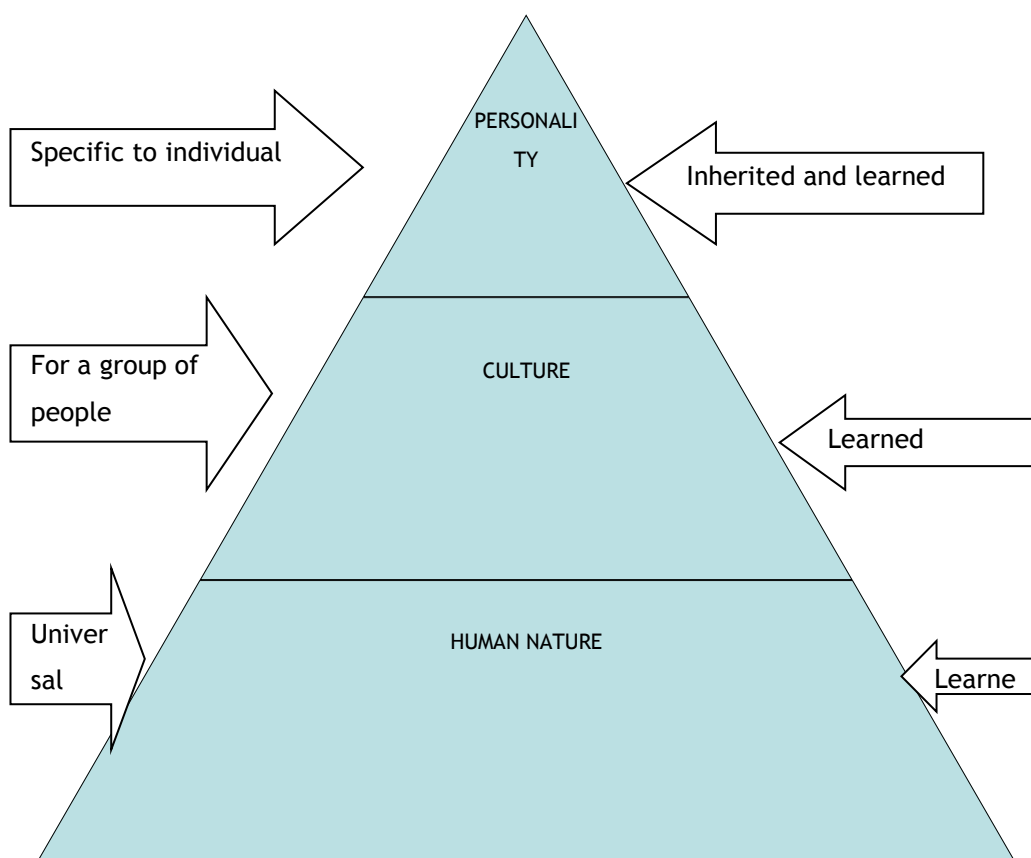 PERSONALI
TY
Specific to individual
Inherited and learned
For a group of
people
CULTURE
Learned
Univer
sal
HUMAN NATURE
Learne